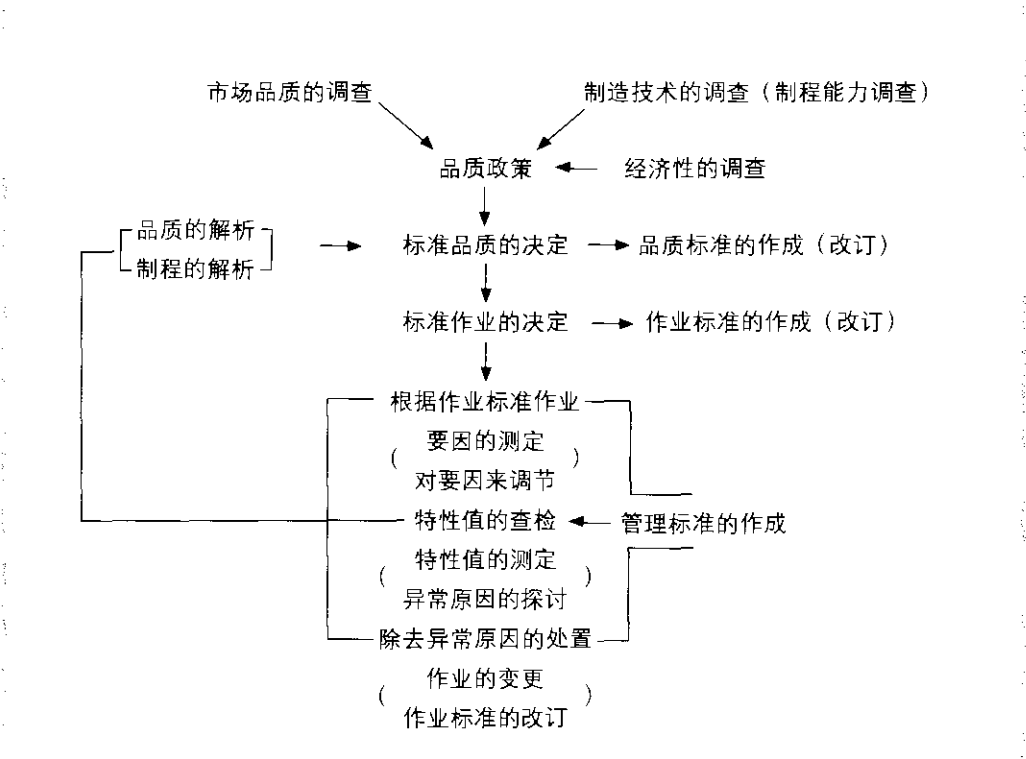 市场品质的调查
制造技术的调查（制程能力调查）
品质政策
经济性的调查
品质的解析
制程的解析
标准品质的决定
品质标准的作成（改订）
标准作业的决定
作业标准的作成（改订）
根据作业标准作业
（要因的测定
对要因来调节）
特性值的查检
管理标准的作成
（特性值的测定
异常原因的探讨）
除去异常原因的处置
（作业的变更
作业标准的改订）